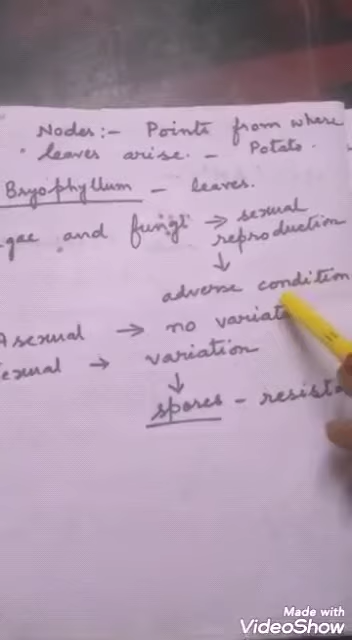 Nodes:- Points from where
leaves arise. - Potato.
Bryophyllum - leaves.
gae and fungi → sexual
reproduction
↓
adverse condition
Asexual → no variat
exual → variation
↓
spores - resista
Made with
VideoShow